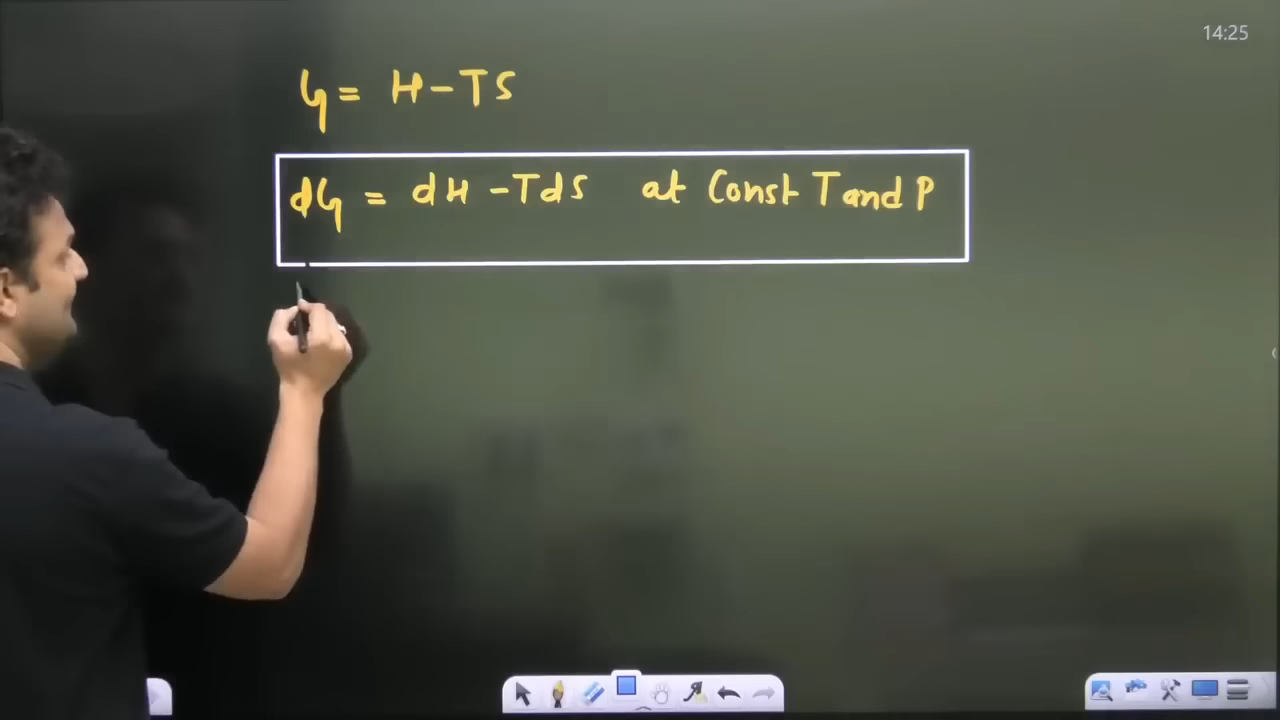 14:25
G = H - TS
dG = dH - TdS at Const T and P